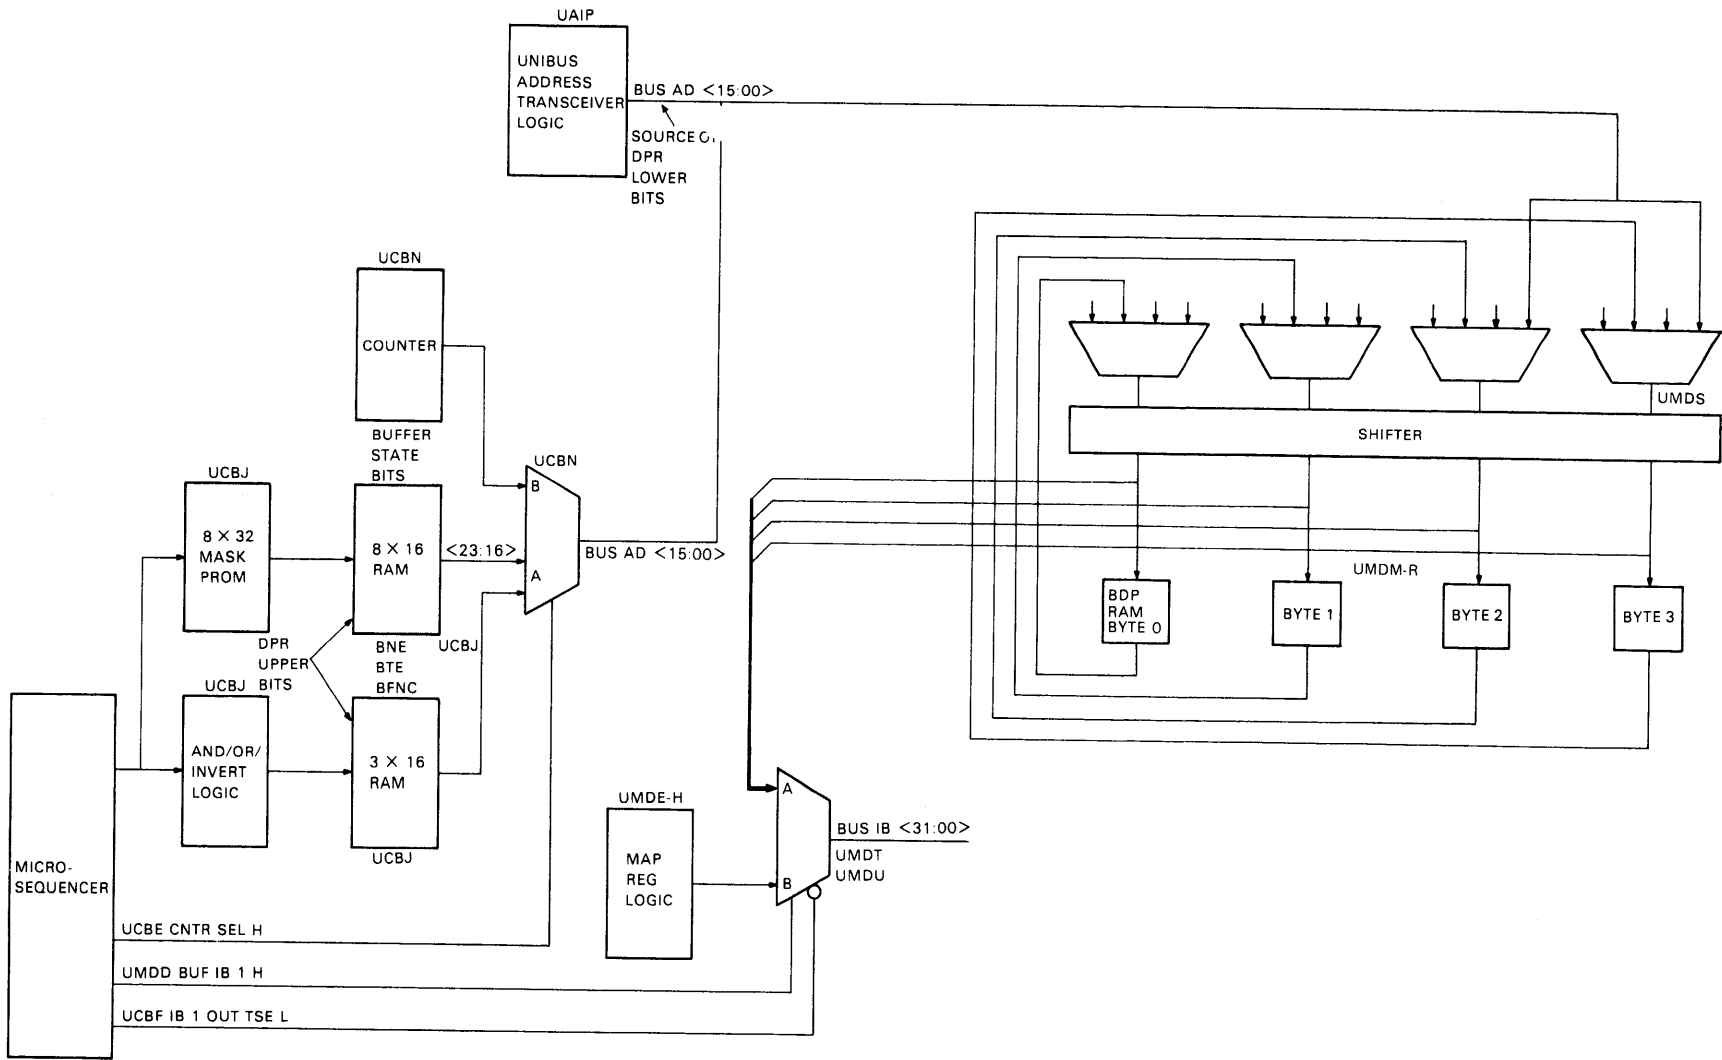 UAIP
UNIBUS
ADDRESS
TRANSCEIVER
LOGIC
BUS AD <15:00>
SOURCE
DPR
LOWER
BITS
UCBN
COUNTER
BUFFER
STATE
BITS
UCBJ
8 × 32
MASK
PROM
8 × 16
RAM
<23:16>
UCBN
B
A
BUS AD <15:00>
DPR
UPPER
BITS
BNE
BTE
BFNC
UCBJ
UCBJ
AND/OR/
INVERT
LOGIC
3 × 16
RAM
UCBJ
MICRO-
SEQUENCER
UCBE CNTR SEL H
UMDD BUF IB 1 H
UCBF IB 1 OUT TSE L
UMDE-H
MAP
REG
LOGIC
A
B
BUS IB <31:00>
UMDT
UMDU
UMDS
SHIFTER
UMDM-R
BDP
RAM
BYTE 0
BYTE 1
BYTE 2
BYTE 3